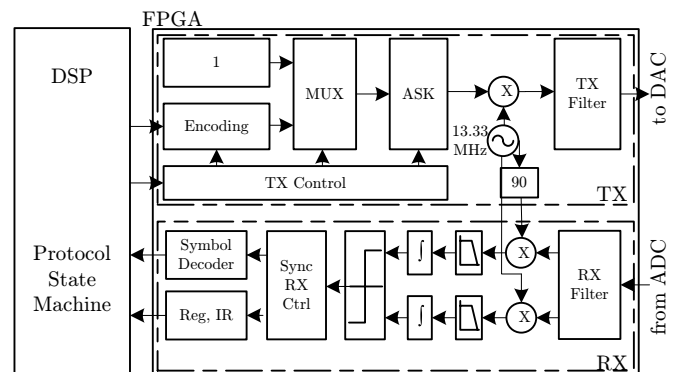 FPGA
DSP
1
Encoding
MUX
ASK
X
TX
Filter
to DAC
13.33
MHz
90
TX Control
TX
Protocol
State
Machine
Symbol
Decoder
Reg, IR
Sync
RX
Ctrl
∫
∫
X
X
RX
Filter
from ADC
RX